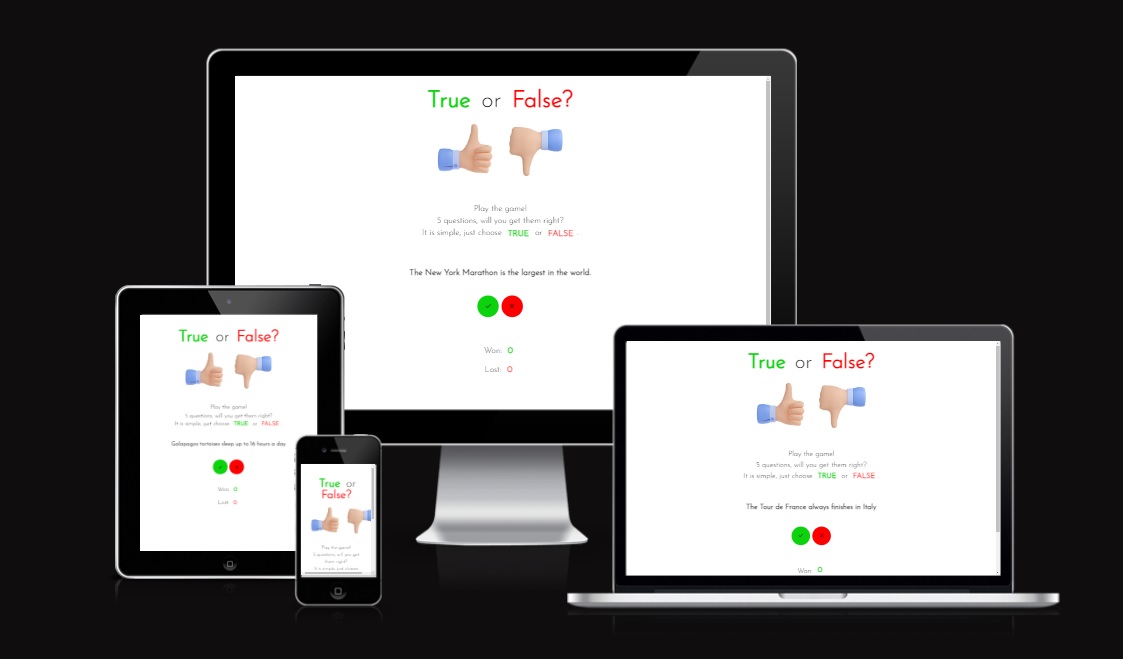 True or False?
Play the game!
5 questions, will you get them right?
It is simple, just choose TRUE or FALSE .
The New York Marathon is the largest in the world.
Won: 0
Lost: 0
True or False?
Play the game!
5 questions, will you get them right?
It is simple, just choose TRUE or FALSE
Galapagos tortoises sleep up to 16 hours a day.
Won: 0
Lost: 0
True or
False?
Play the game!
5 questions, will you get
them right?
It is simple, just choose
True or False?
Play the game!
5 questions, will you get them right?
It is simple, just choose TRUE or FALSE
The Tour de France always finishes in Italy
Won: 0